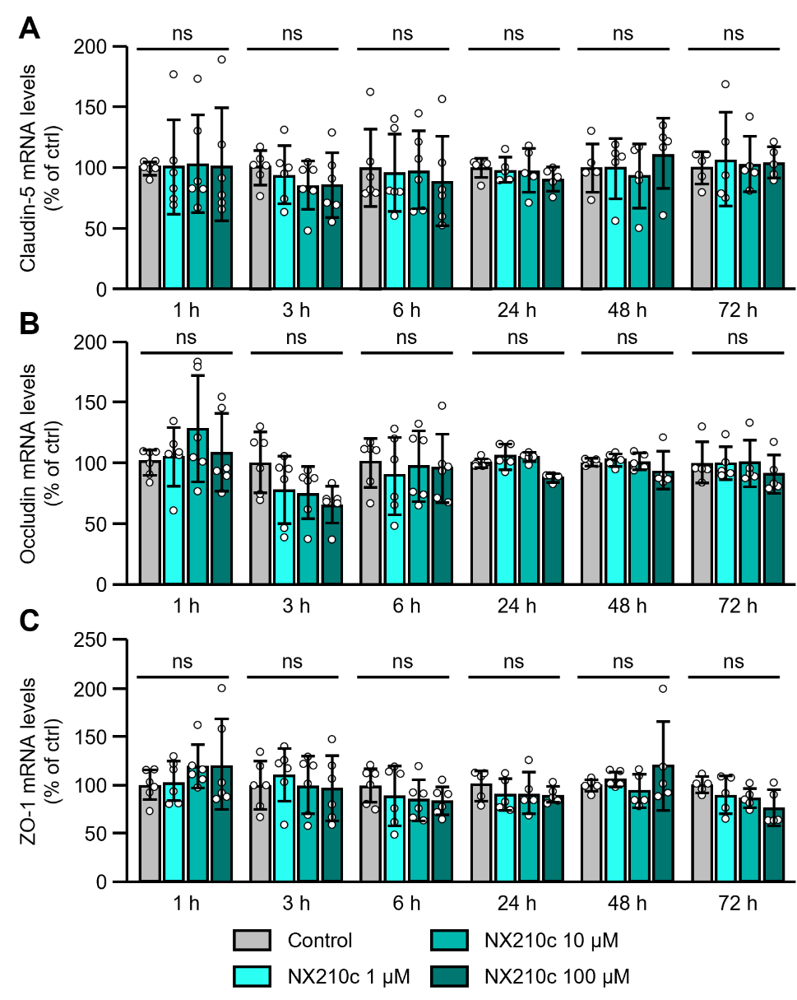 A
ns ns ns ns ns ns
Claudin-5 mRNA levels
(% of ctrl)
200
150
100
50
0
1 h 3 h 6 h 24 h 48 h 72 h
B
ns ns ns ns ns ns
Occludin mRNA levels
(% of ctrl)
200
150
100
50
0
1 h 3 h 6 h 24 h 48 h 72 h
C
ns ns ns ns ns ns
ZO-1 mRNA levels
(% of ctrl)
250
200
150
100
50
0
1 h 3 h 6 h 24 h 48 h 72 h
Control
NX210c 10 µM
NX210c 1 µM
NX210c 100 µM